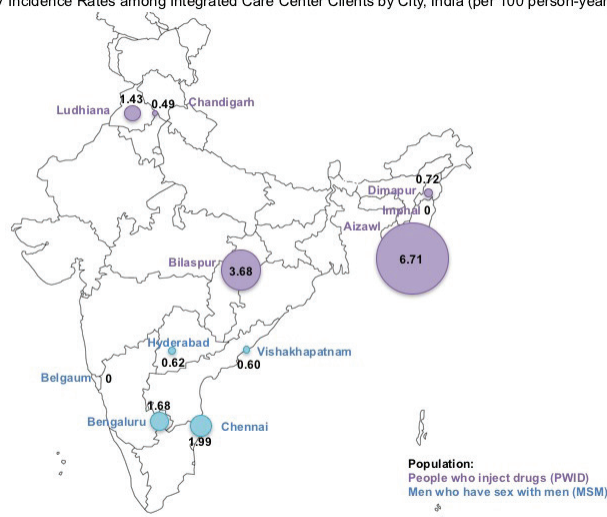 Incidence Rates among Integrated Care Center Clients by City, India (per 100 person-year
1.43
0.49
Chandigarh
Ludhiana
0.72
Dimapur
Imphal 0
Aizawl
6.71
Bilaspur
3.68
Hyderabad
0.62
Vishakhapatnam
0.60
Belgaum
0
1.68
Bengaluru
Chennai
1.99
Population:
People who inject drugs (PWID)
Men who have sex with men (MSM)